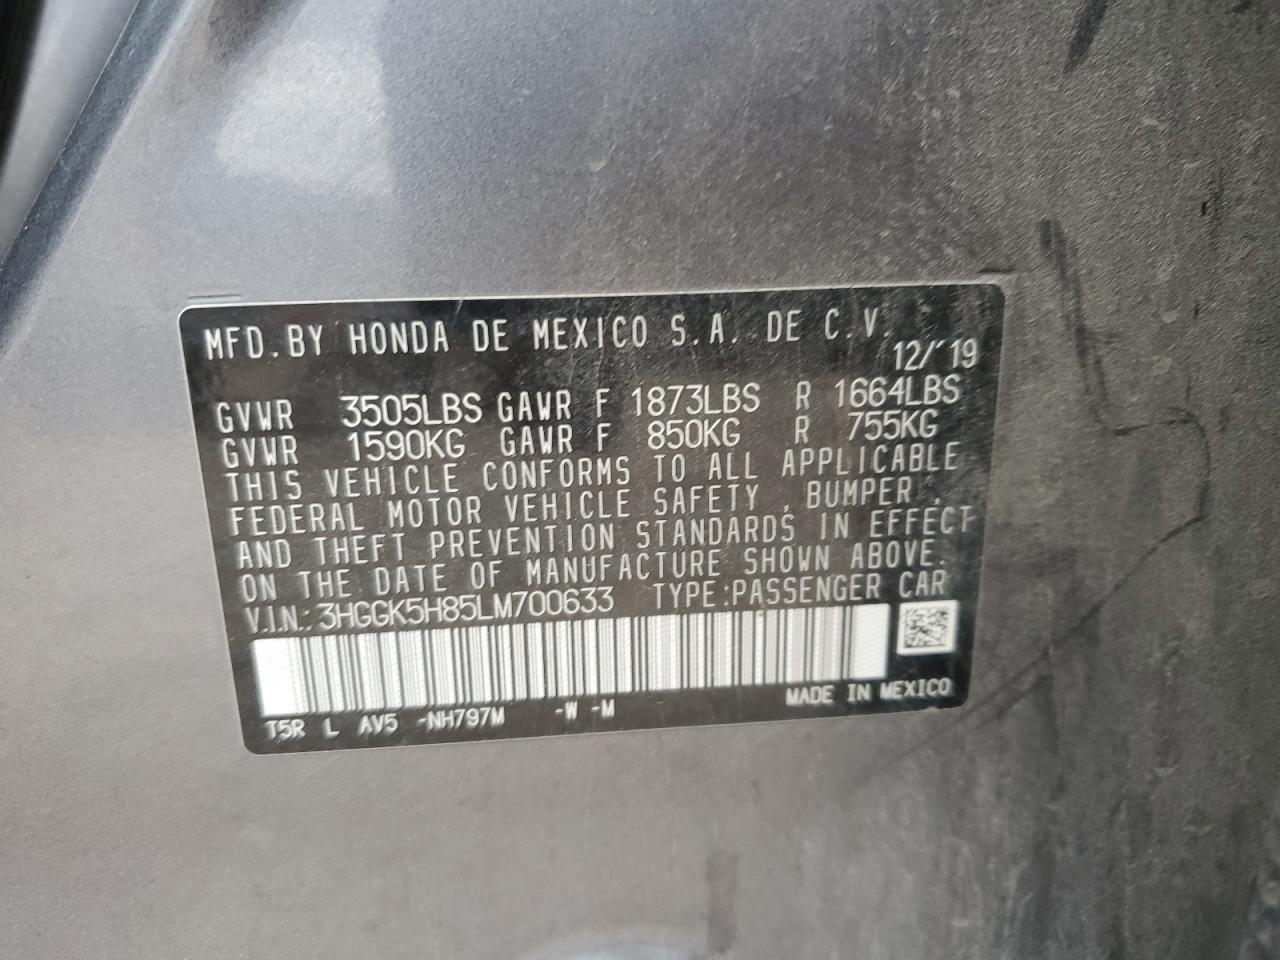 MFD.BY HONDA DE MEXICO S.A. DE C.V.
12/'19
GVWR 3505LBS GAWR F 1873LBS R 1664LBS
GVWR 1590KG GAWR F 850KG R 755KG
THIS VEHICLE CONFORMS TO ALL APPLICABLE
FEDERAL MOTOR VEHICLE SAFETY, BUMPER,
AND THEFT PREVENTION STANDARDS IN EFFECT
ON THE DATE OF MANUFACTURE SHOWN ABOVE.
V.I.N.: 3HGGK5H85LM700633 TYPE:PASSENGER CAR
MADE IN MEXICO
T5R L AV5 -NH797M -W -M